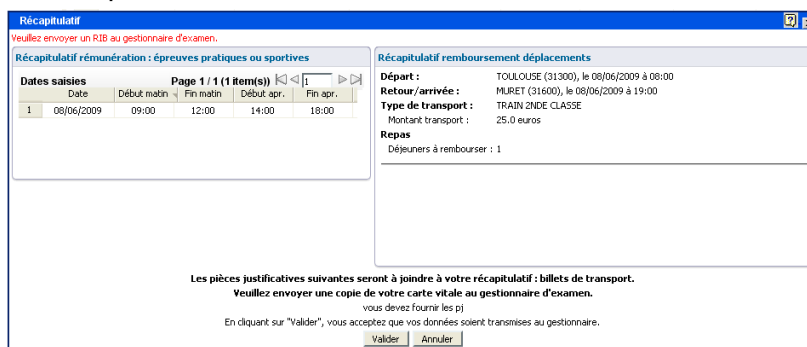 Récapitulatif
Veuillez envoyer un RIB au gestionnaire d'examen.
Récapitulatif rémunération : épreuves pratiques ou sportives
Dates saisies Page 1 / 1 (1 item(s)) 1
Date Début matin Fin matin Début apr. Fin apr.
1 08/06/2009 09:00 12:00 14:00 18:00
Récapitulatif remboursement déplacements
Départ : TOULOUSE (31300), le 08/06/2009 à 08:00
Retour/arrivée : MURET (31600), le 08/06/2009 à 19:00
Type de transport : TRAIN 2NDE CLASSE
Montant transport : 25.0 euros
Repas
Déjeuners à rembourser : 1
Les pièces justificatives suivantes seront à joindre à votre récapitulatif : billets de transport.
Veuillez envoyer une copie de votre carte vitale au gestionnaire d'examen.
vous devez fournir les pj
En cliquant sur "Valider", vous acceptez que vos données soient transmises au gestionnaire.
Valider Annuler